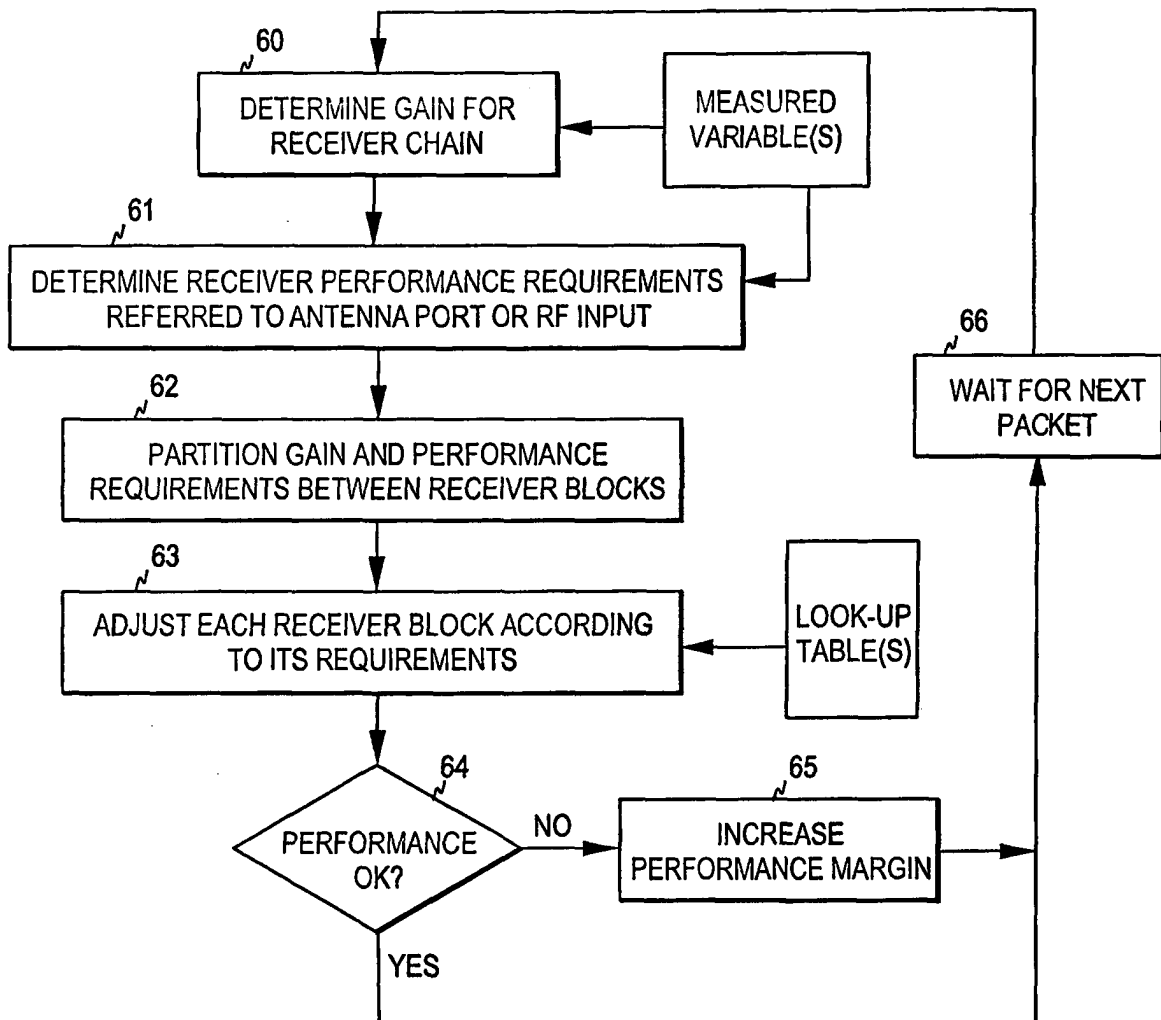 60
DETERMINE GAIN FOR
RECEIVER CHAIN
MEASURED
VARIABLE(S)
61
DETERMINE RECEIVER PERFORMANCE REQUIREMENTS
REFERRED TO ANTENNA PORT OR RF INPUT
62
PARTITION GAIN AND PERFORMANCE
REQUIREMENTS BETWEEN RECEIVER BLOCKS
63
ADJUST EACH RECEIVER BLOCK ACCORDING
TO ITS REQUIREMENTS
LOOK-UP
TABLE(S)
64
PERFORMANCE
OK?
NO
YES
65
INCREASE
PERFORMANCE MARGIN
66
WAIT FOR NEXT
PACKET